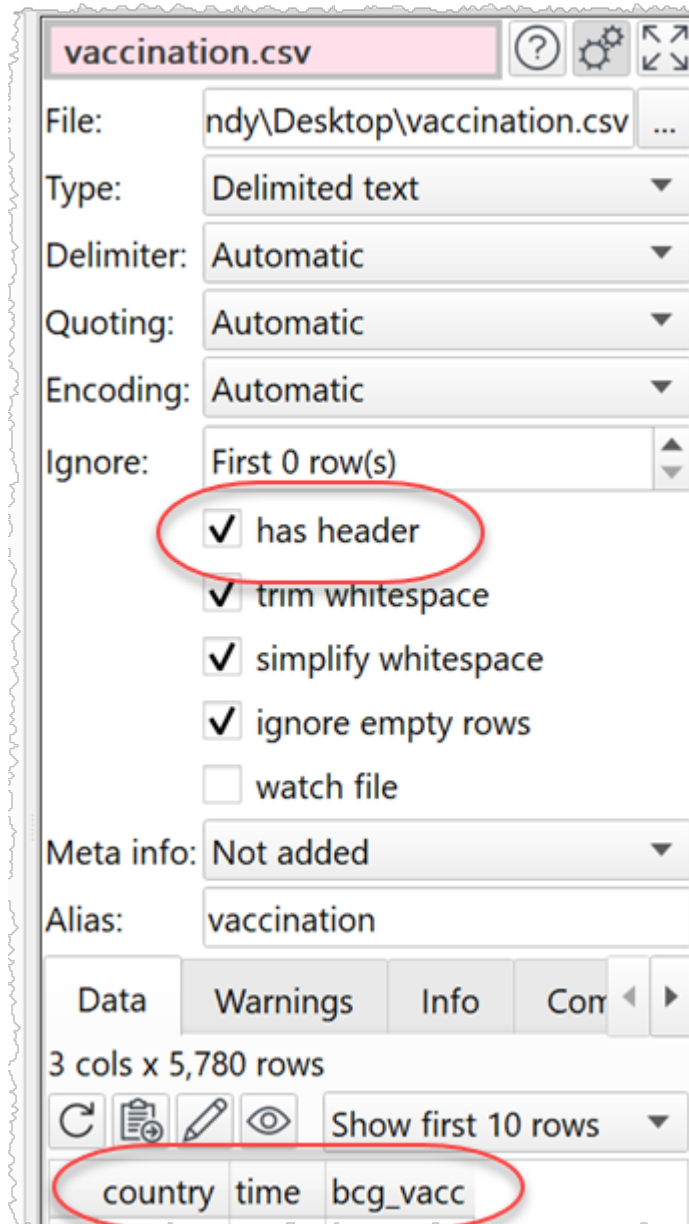 vaccination.csv
File: ndy\Desktop\vaccination.csv ...
Type: Delimited text
Delimiter: Automatic
Quoting: Automatic
Encoding: Automatic
Ignore: First 0 row(s)
has header
trim whitespace
simplify whitespace
ignore empty rows
watch file
Meta info: Not added
Alias: vaccination
Data Warnings Info Com
3 cols x 5,780 rows
Show first 10 rows
country time bcg_vacc